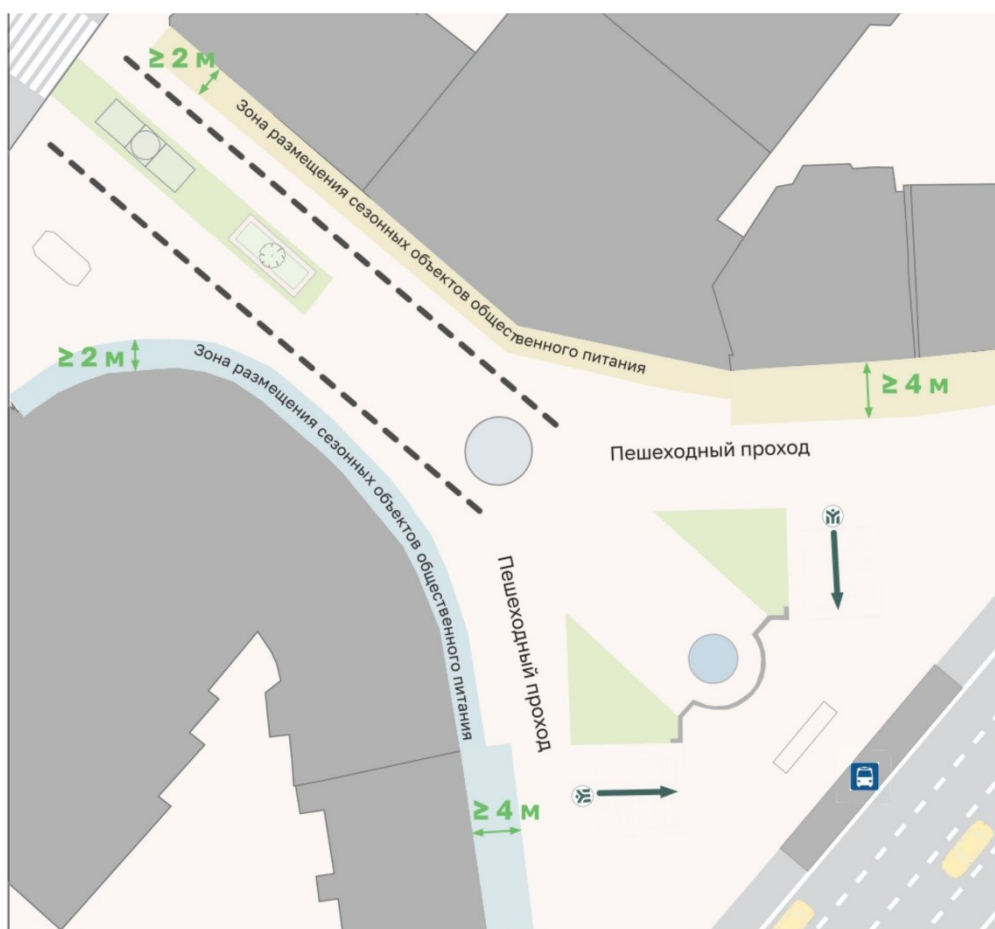 ≥ 2 м
Зона размещения сезонных объектов общественного питания
≥ 2 м
Зона размещения сезонных объектов общественного питания
≥ 4 м
Пешеходный проход
Пешеходный проход
≥ 4 м